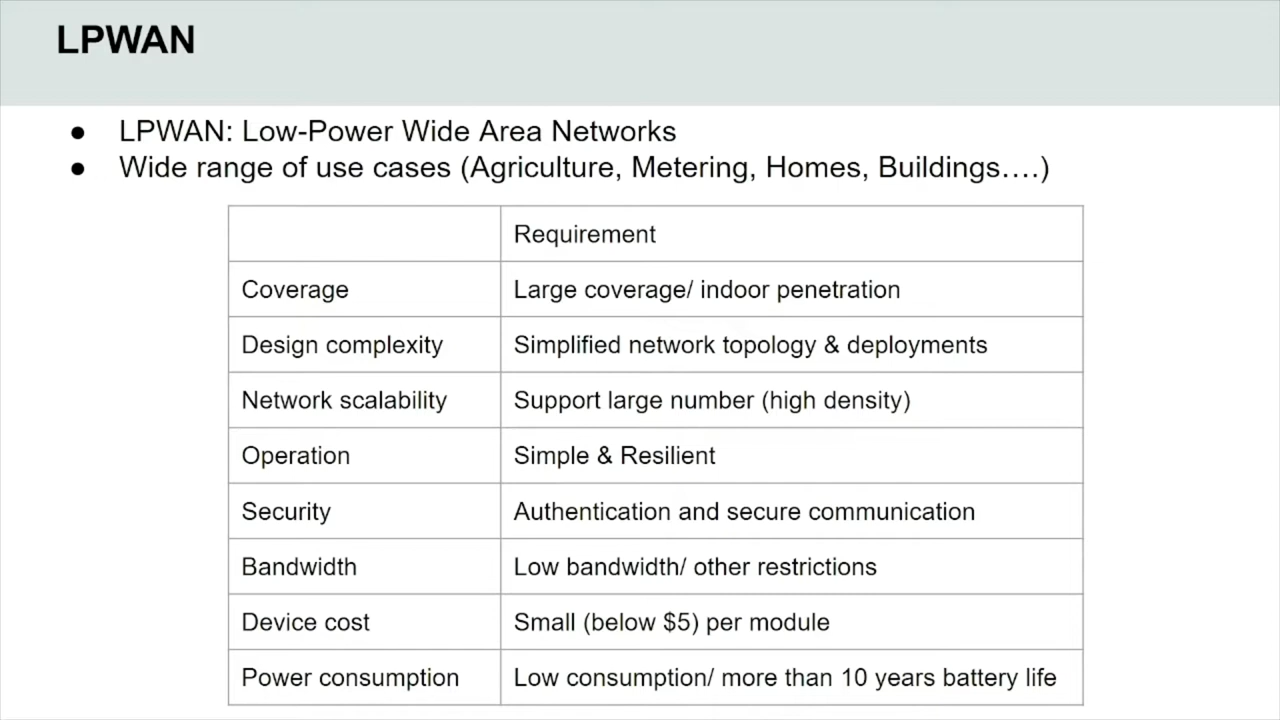 LPWAN
● LPWAN: Low-Power Wide Area Networks
● Wide range of use cases (Agriculture, Metering, Homes, Buildings….)
Requirement
Coverage Large coverage/ indoor penetration
Design complexity Simplified network topology & deployments
Network scalability Support large number (high density)
Operation Simple & Resilient
Security Authentication and secure communication
Bandwidth Low bandwidth/ other restrictions
Device cost Small (below $5) per module
Power consumption Low consumption/ more than 10 years battery life